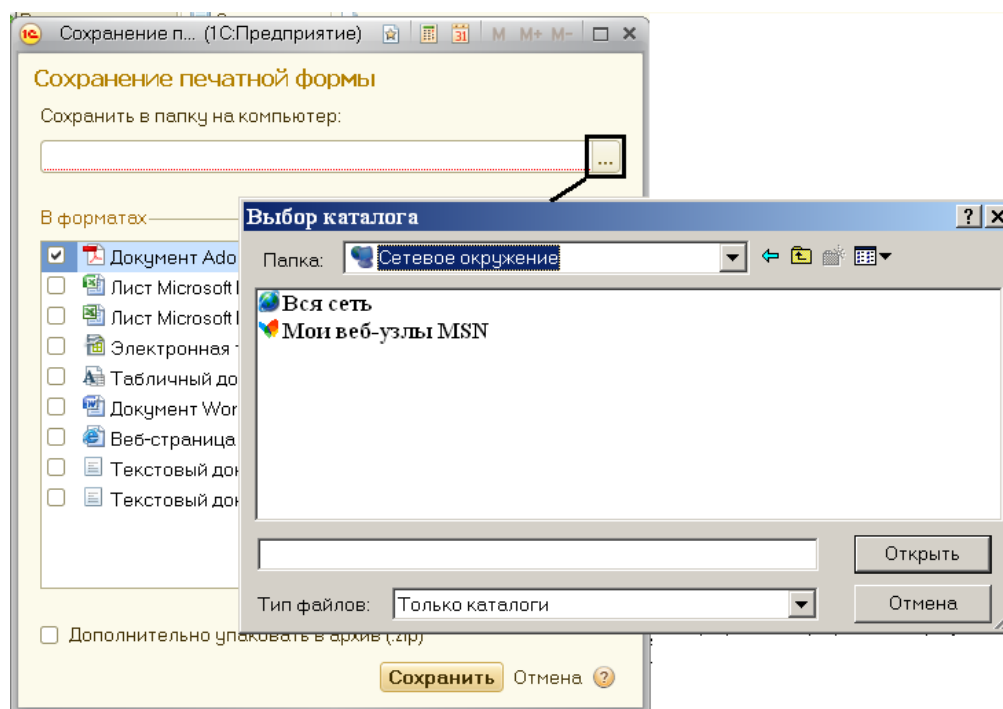 Сохранение п... (1С:Предприятие) M M+ M-
Сохранение печатной формы
Сохранить в папку на компьютер:
...
В форматах
Документ Ado
Лист Microsoft
Лист Microsoft
Электронная
Табличный до
Документ Wor
Веб-страница
Текстовый док
Текстовый док
Дополнительно упаковать в архив (.zip)
Сохранить Отмена ?
Выбор каталога
Папка: Сетевое окружение
Вся сеть
Мои веб-узлы MSN
Открыть
Тип файлов: Только каталоги Отмена